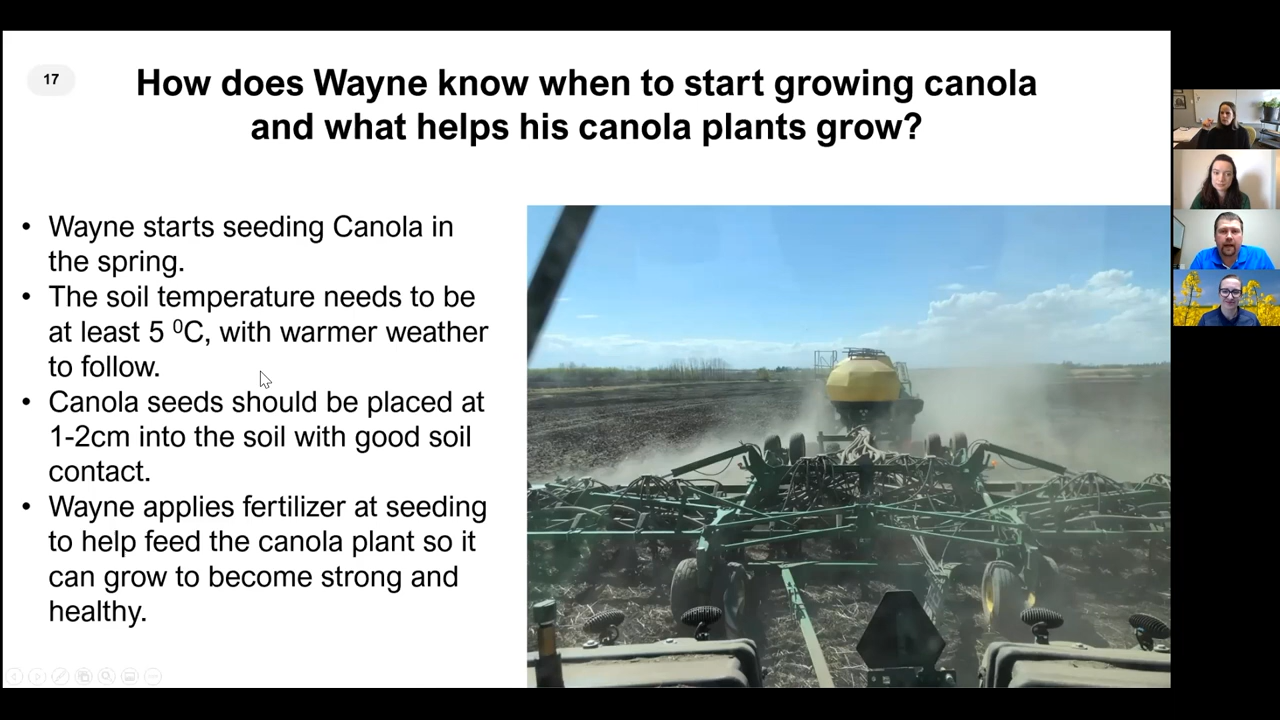 17
How does Wayne know when to start growing canola
and what helps his canola plants grow?
• Wayne starts seeding Canola in
the spring.
• The soil temperature needs to be
at least 5 ⁰C, with warmer weather
to follow.
• Canola seeds should be placed at
1-2cm into the soil with good soil
contact.
• Wayne applies fertilizer at seeding
to help feed the canola plant so it
can grow to become strong and
healthy.